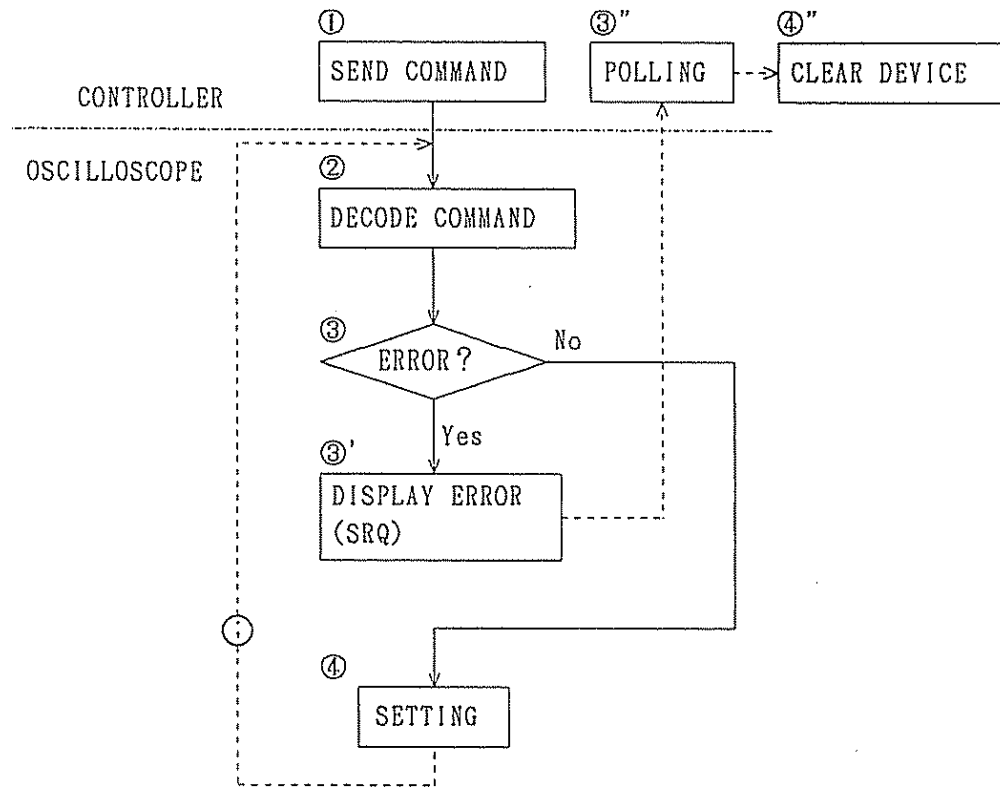 ①
SEND COMMAND
③"
POLLING
④"
CLEAR DEVICE
CONTROLLER
OSCILLOSCOPE
②
DECODE COMMAND
③
ERROR?
No
Yes
③'
DISPLAY ERROR
(SRQ)
;
④
SETTING